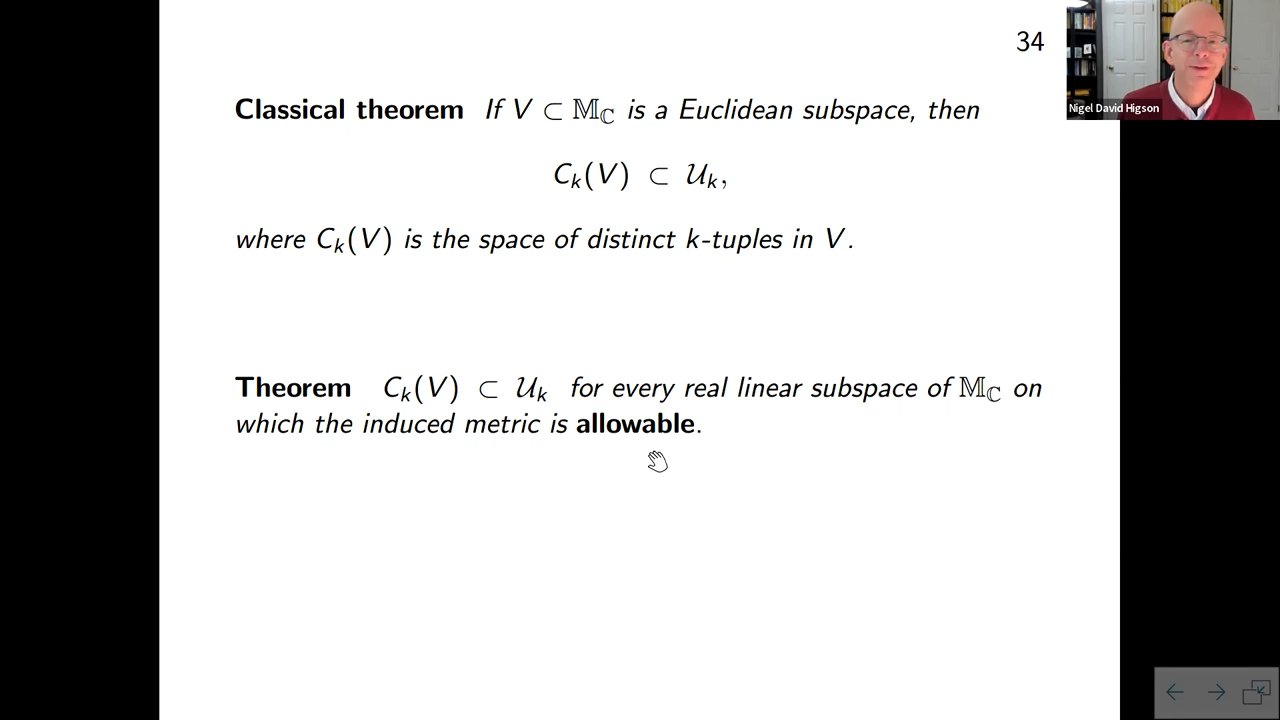 34
Nigel David Higson
Classical theorem If V ⊂ 𝕄_ℂ is a Euclidean subspace, then
C_k(V) ⊂ 𝒰_k,
where C_k(V) is the space of distinct k-tuples in V.
Theorem C_k(V) ⊂ 𝒰_k for every real linear subspace of 𝕄_ℂ on
which the induced metric is allowable.